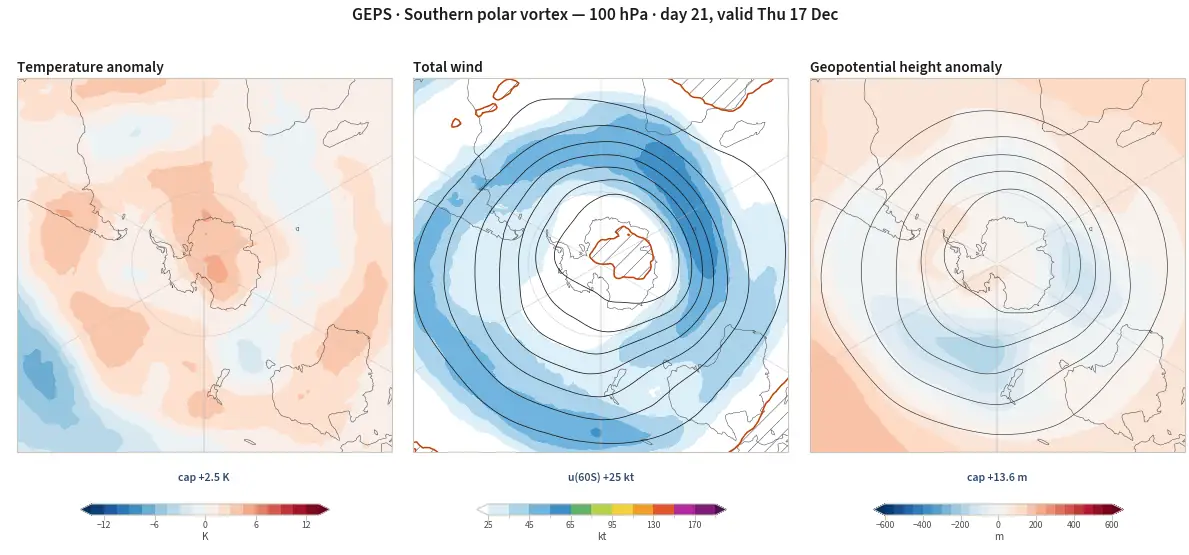 GEPS · Southern polar vortex — 100 hPa · day 21, valid Thu 17 Dec
Temperature anomaly
Total wind
Geopotential height anomaly
cap +2.5 K
u(60S) +25 kt
cap +13.6 m
−12 −6 0 6 12
K
25 45 65 95 130 170
kt
−600 −400 −200 0 200 400 600
m